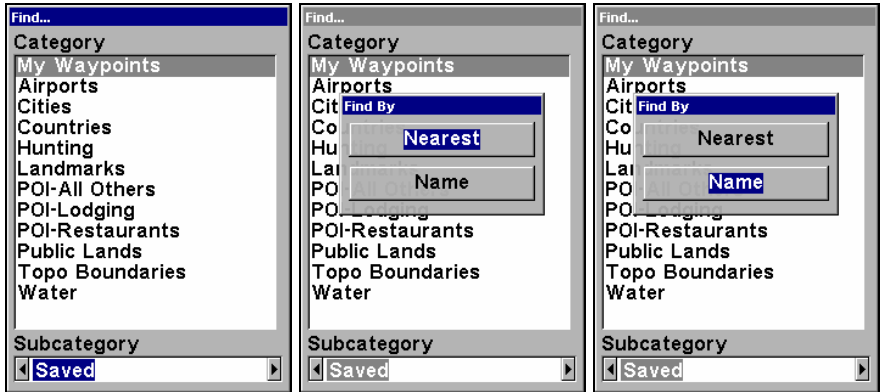 Find...
Category
My Waypoints
Airports
Cities
Countries
Hunting
Landmarks
POI-All Others
POI-Lodging
POI-Restaurants
Public Lands
Topo Boundaries
Water
Subcategory
Saved
Find...
Category
My Waypoints
Airports
Find By
Nearest
Name
POI-Restaurants
Public Lands
Topo Boundaries
Water
Subcategory
Saved
Find...
Category
My Waypoints
Airports
Find By
Nearest
Name
POI-Restaurants
Public Lands
Topo Boundaries
Water
Subcategory
Saved